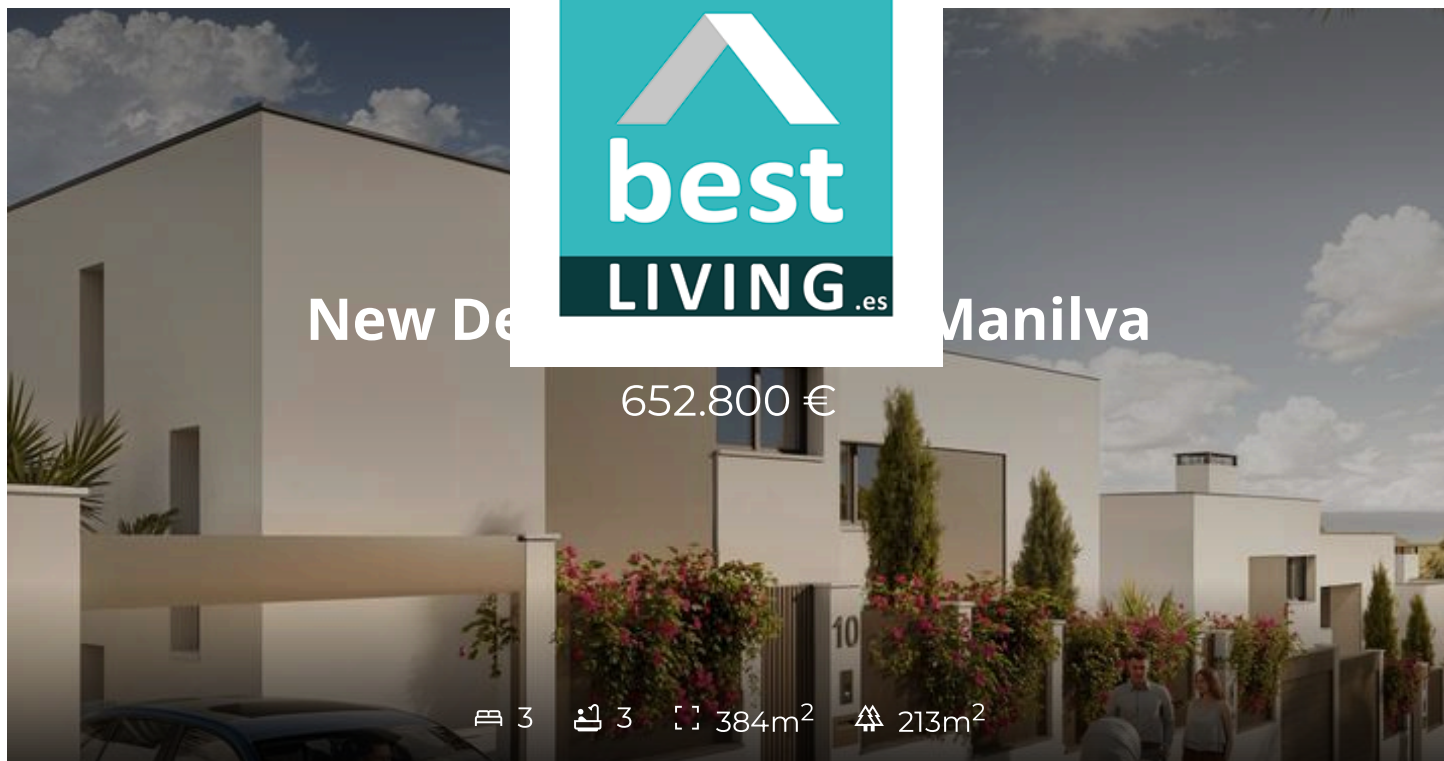 best
LIVING.es
New De Manilva
652.800 €
10
3 3 384m² 213m²